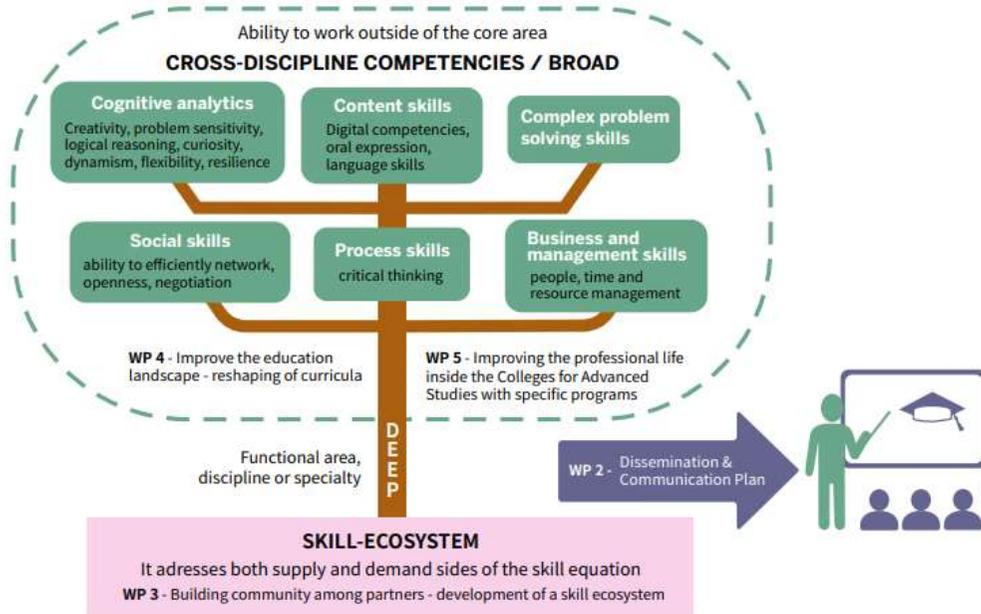 Ability to work outside of the core area
CROSS-DISCIPLINE COMPETENCIES / BROAD
Cognitive analytics
Creativity, problem sensitivity,
logical reasoning, curiosity,
dynamism, flexibility, resilience
Content skills
Digital competencies,
oral expression,
language skills
Complex problem
solving skills
Social skills
ability to efficiently network,
openness, negotiation
Process skills
critical thinking
Business and
management skills
people, time and
resource management
WP 4 - Improve the education
landscape - reshaping of curricula
WP 5 - Improving the professional life
inside the Colleges for Advanced
Studies with specific programs
DEEP
Functional area,
discipline or specialty
WP 2 - Dissemination &
Communication Plan
SKILL-ECOSYSTEM
It adresses both supply and demand sides of the skill equation
WP 3 - Building community among partners - development of a skill ecosystem